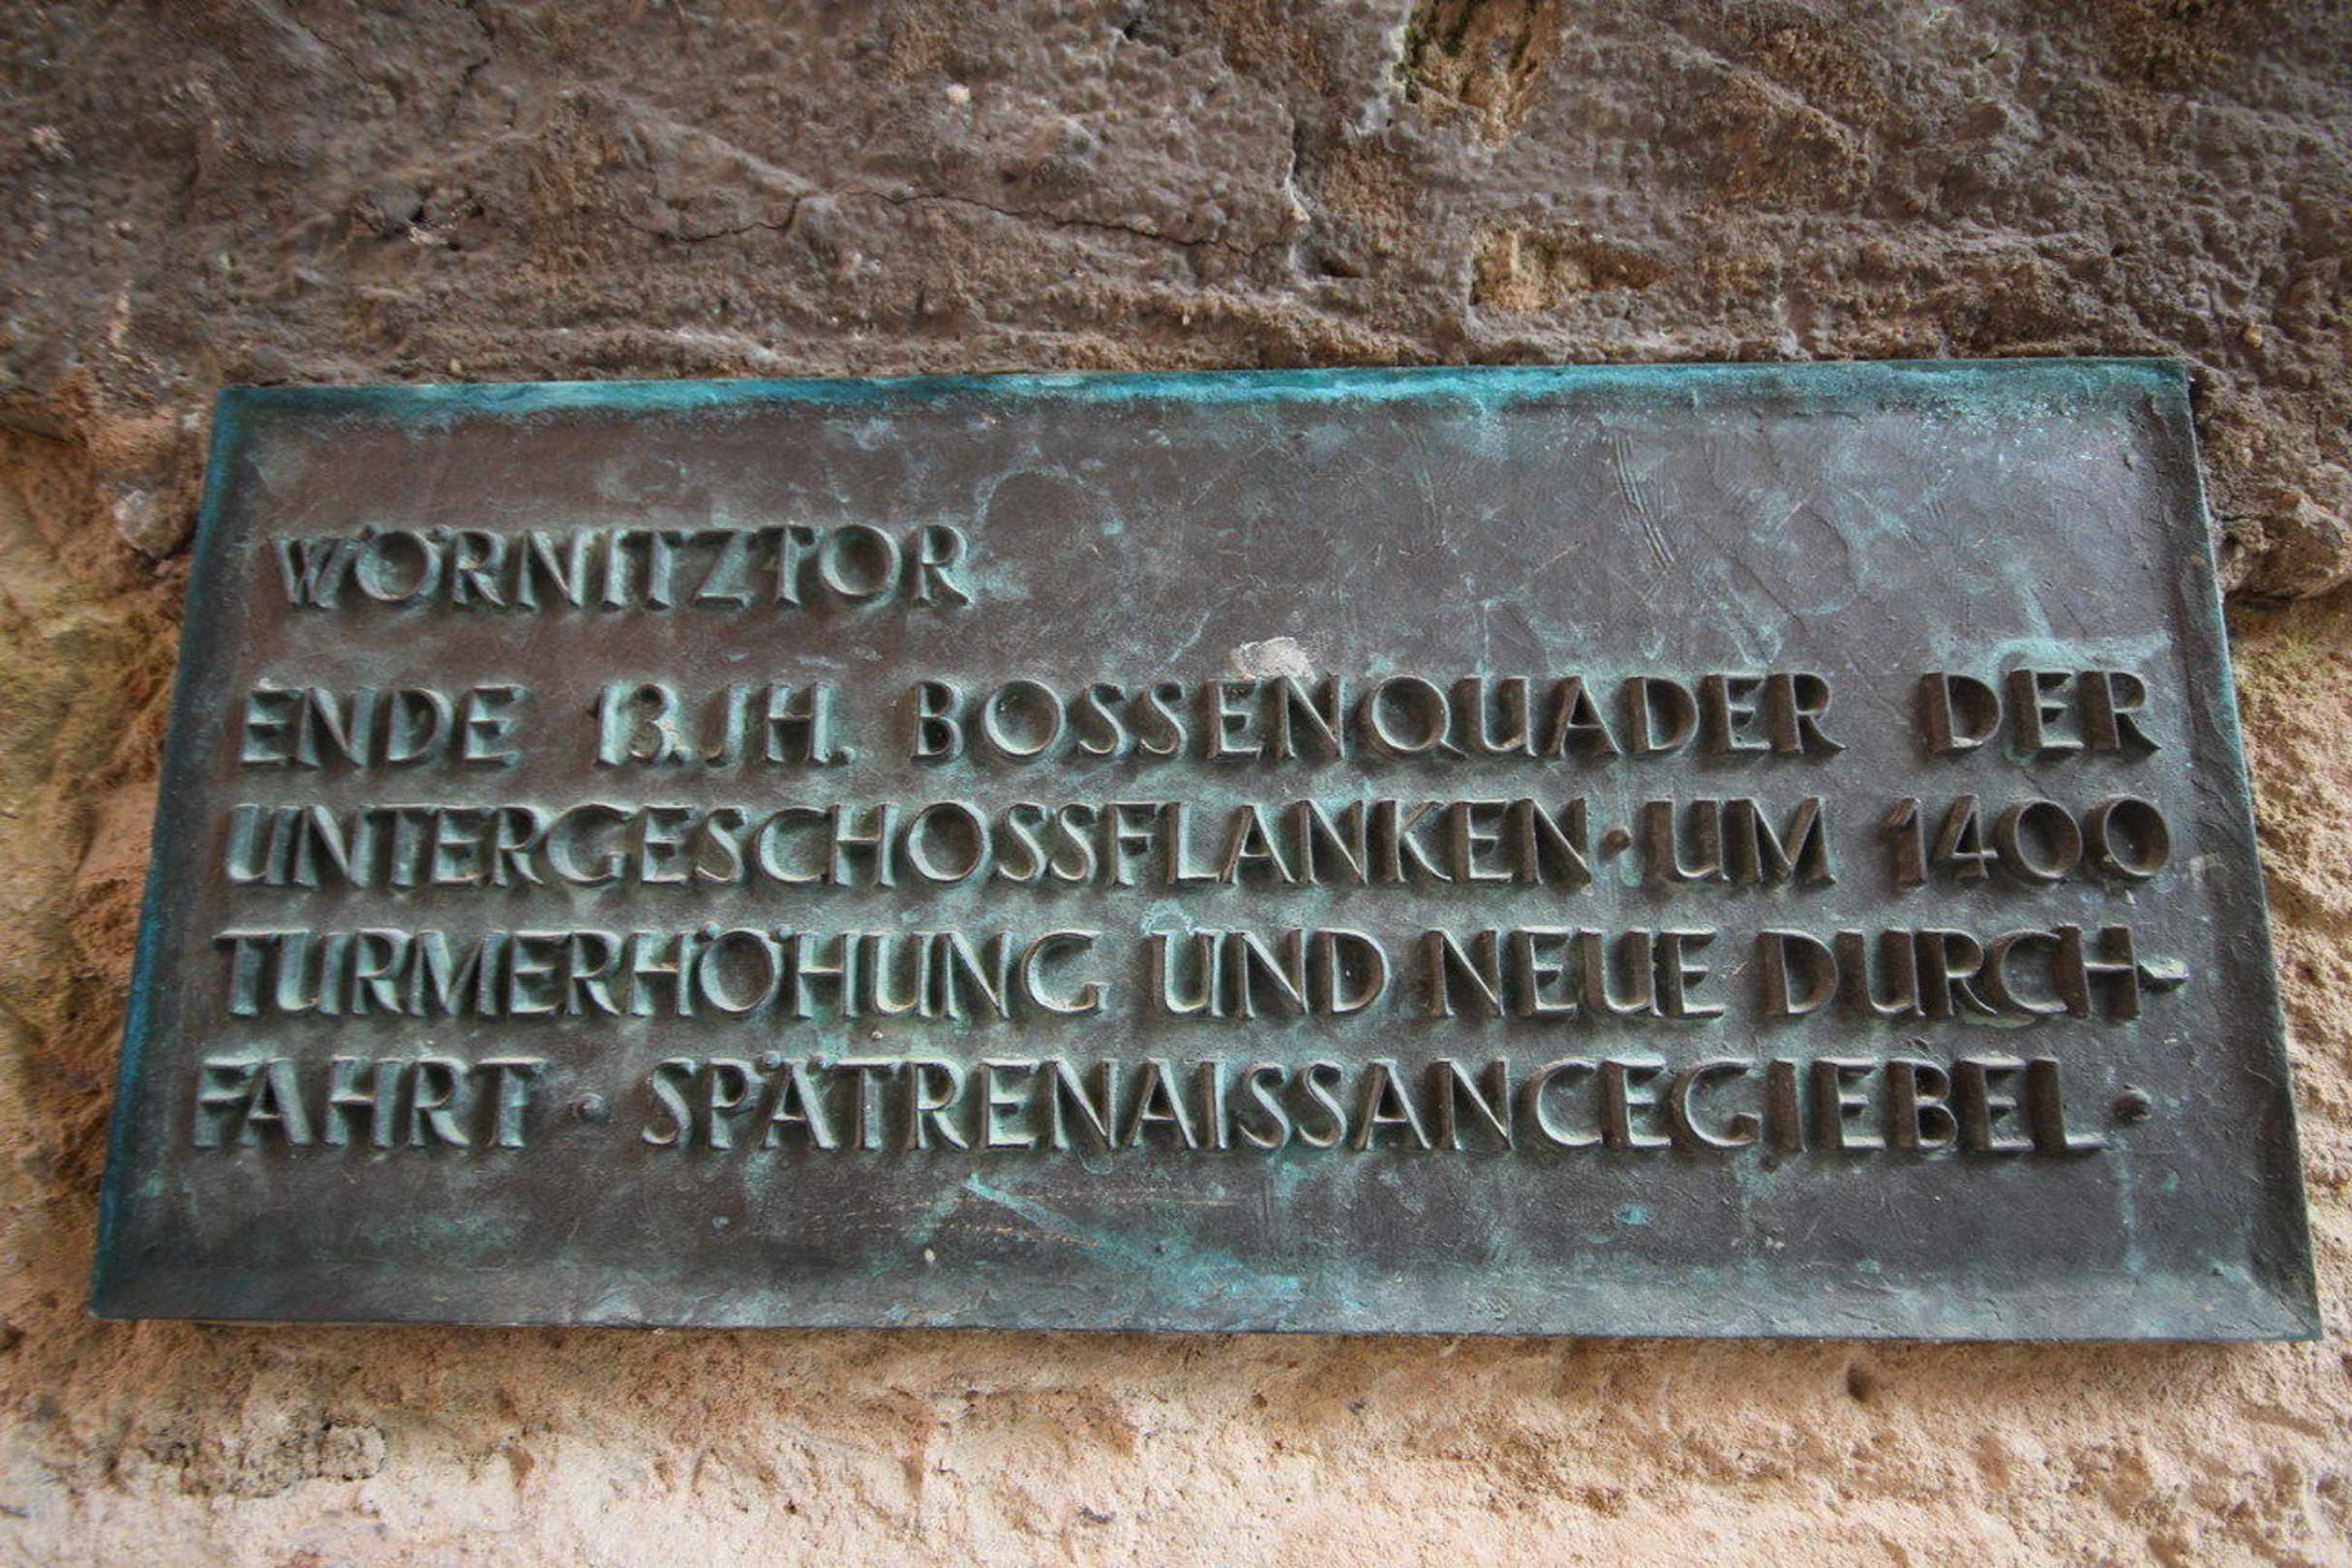 WÖRNITZTOR
ENDE 13. JH. BOSSENQUADER DER
UNTERGESCHOSSFLANKEN · UM 1400
TURMERHÖHUNG UND NEUE DURCH-
FAHRT · SPÄTRENAISSANCEGIEBEL ·